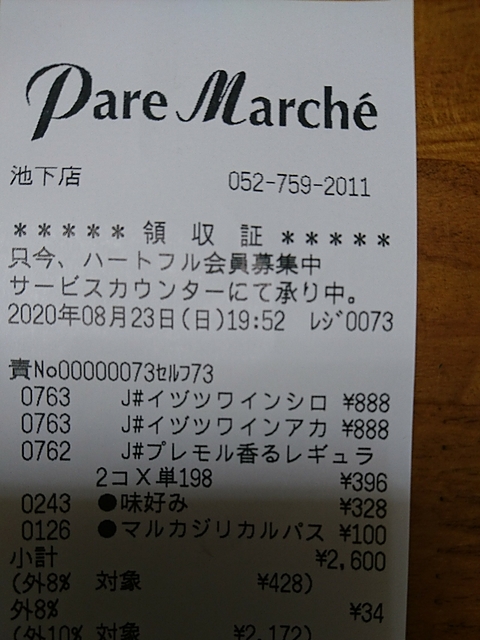 Pare Marché
池下店 052-759-2011
*****領収証*****
只今、ハートフル会員募集中
サービスカウンターにて承り中。
2020年08月23日(日)19:52 ﾚｼﾞ0073
責No00000073ｾﾙﾌ73
0763 J#イヅツワインシロ ¥888
0763 J#イヅツワインアカ ¥888
0762 J#プレモル香るレギュラ
2コX単198 ¥396
0243 ●味好み ¥328
0126 ●マルカジリカルパス ¥100
小計 ¥2,600
(外8% 対象 ¥428)
外8% ¥34
(外10% 対象 ¥2,172)